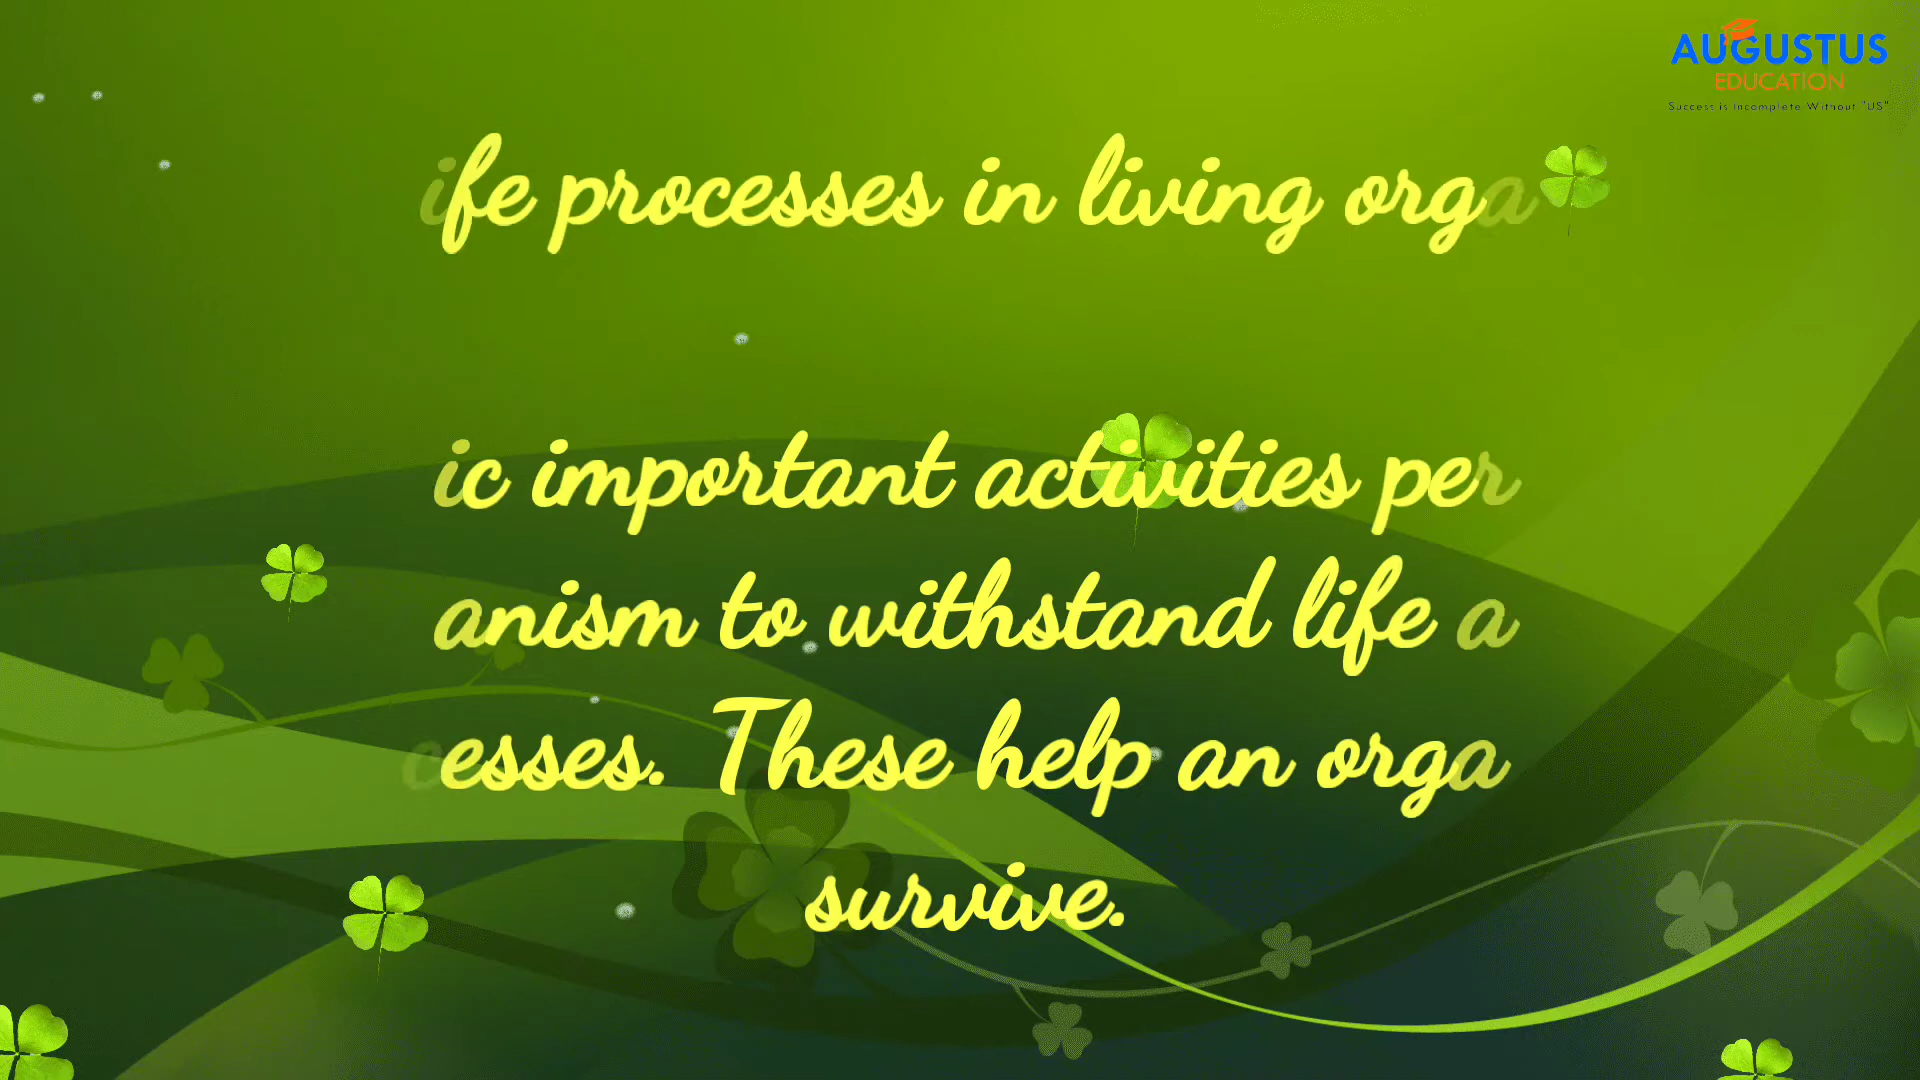 AUGUSTUS
EDUCATION
Success is Incomplete Without "US"
ife processes in living orga
ic important activities per
anism to withstand life a
cesses. These help an orga
survive.